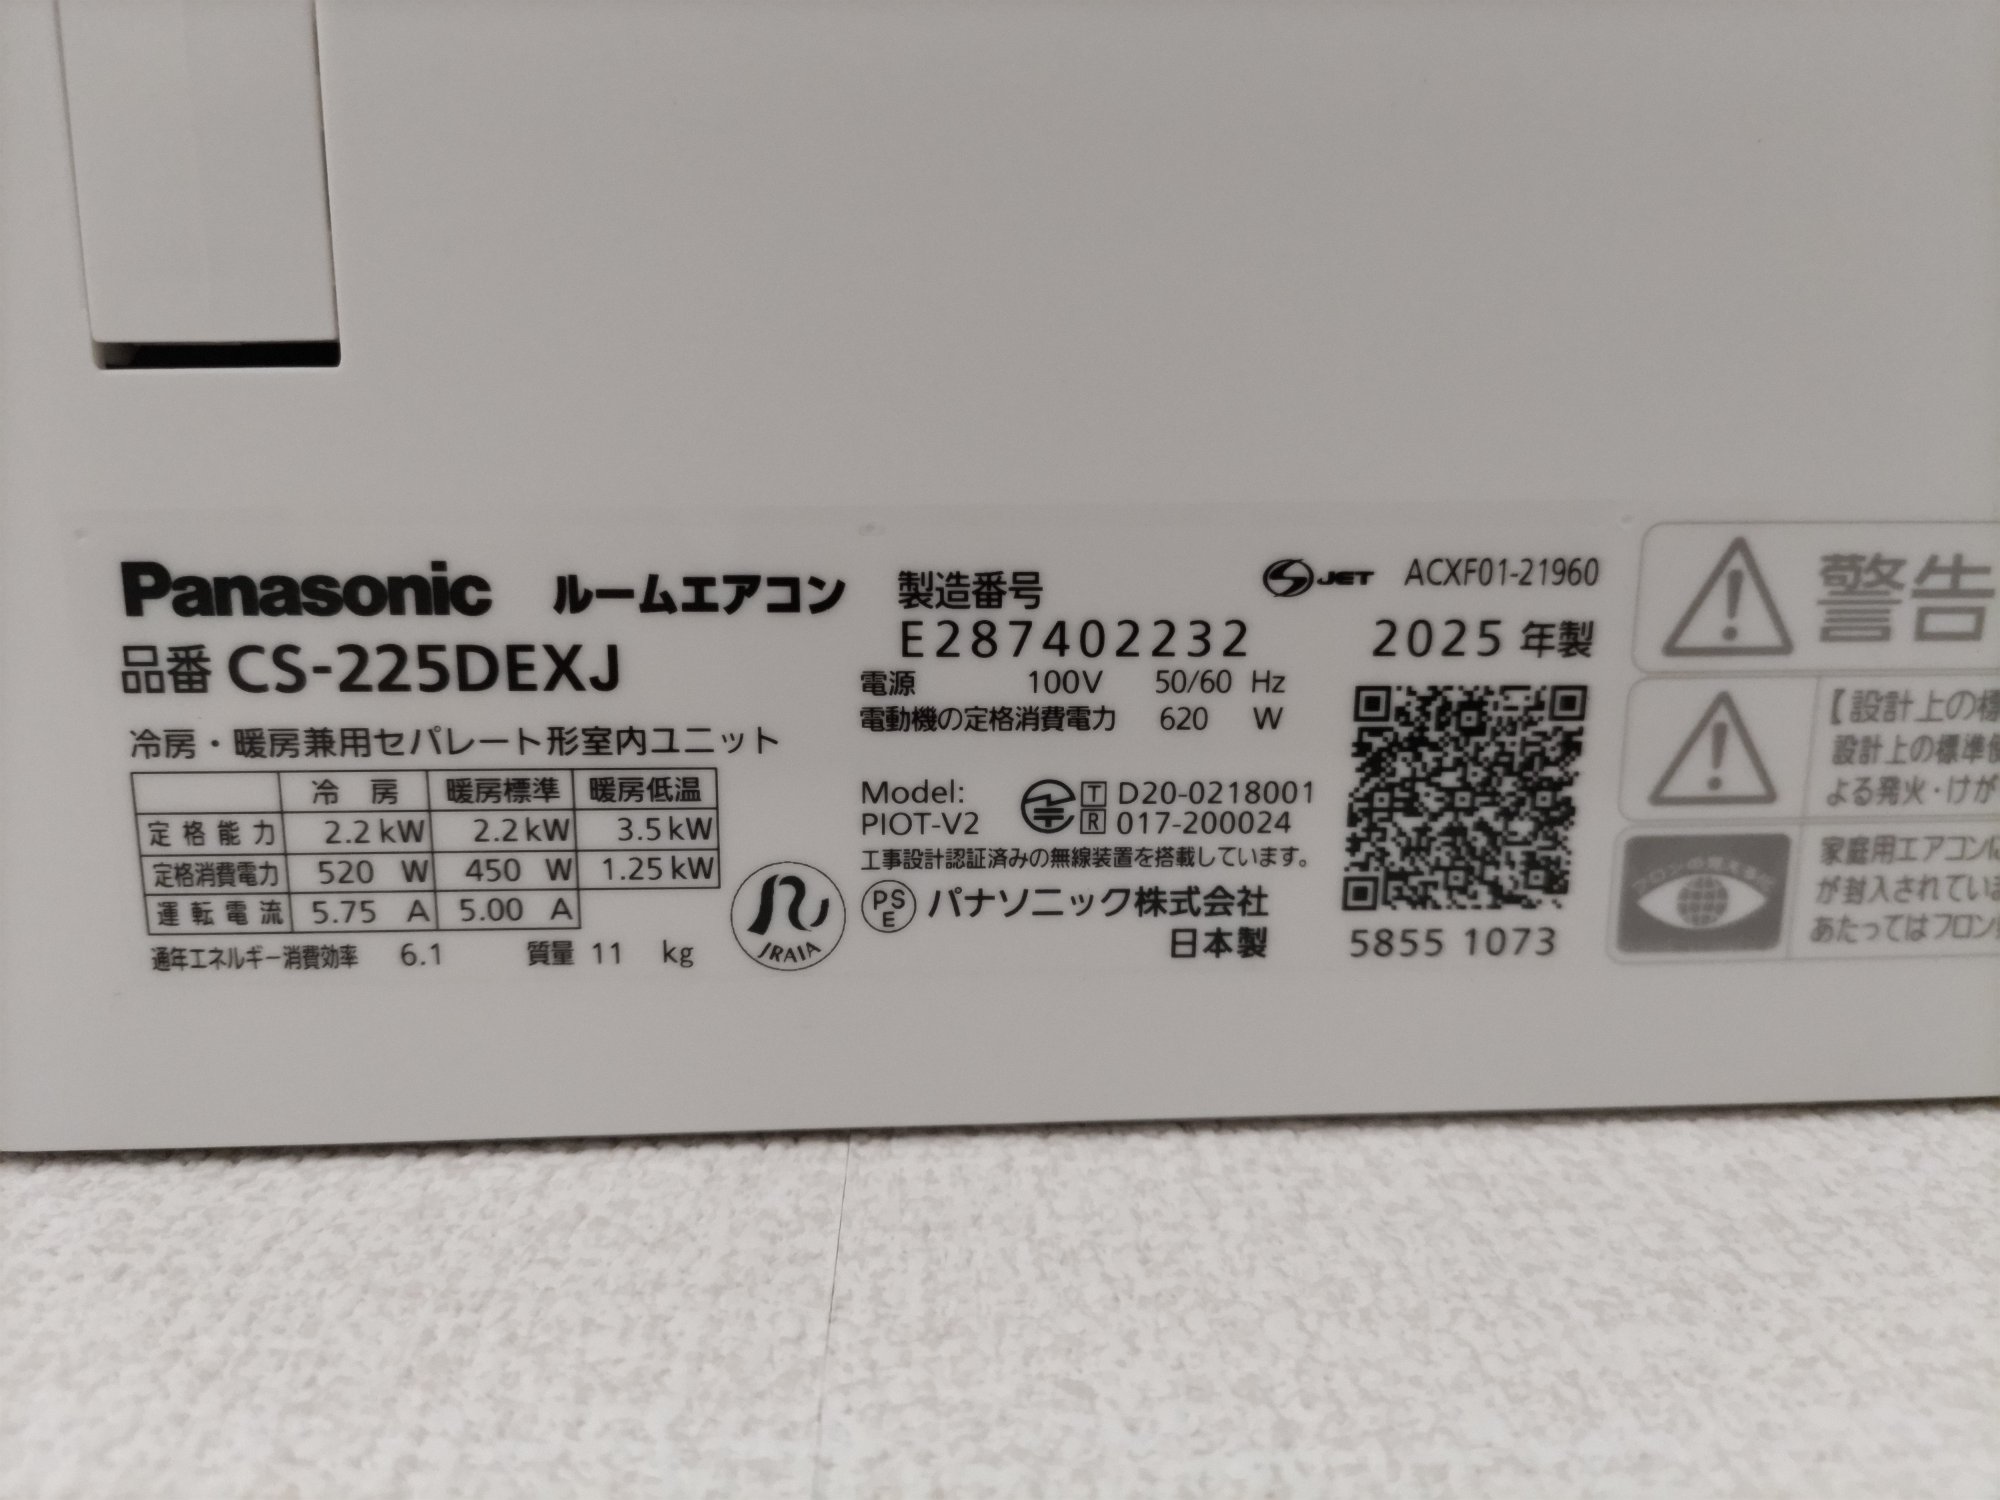 Panasonic ルームエアコン
品番 CS-225DEXJ
冷房・暖房兼用セパレート形室内ユニット
冷 房 暖房標準 暖房低温
定格能力 2.2 kW 2.2 kW 3.5 kW
定格消費電力 520 W 450 W 1.25 kW
運転電流 5.75 A 5.00 A
通年エネルギー消費効率 6.1 質量 11 kg
JRAIA
製造番号
E287402232
JET ACXF01-21960
2025 年製
電源 100V 50/60 Hz
電動機の定格消費電力 620 W
Model: T D20-0218001
PIOT-V2 R 017-200024
工事設計認証済みの無線装置を搭載しています。
PSE パナソニック株式会社
日本製
5855 1073
警告
【設計上の標
設計上の標準使
よる発火・けが
家庭用エアコンに
が封入されていま
あたってはフロン